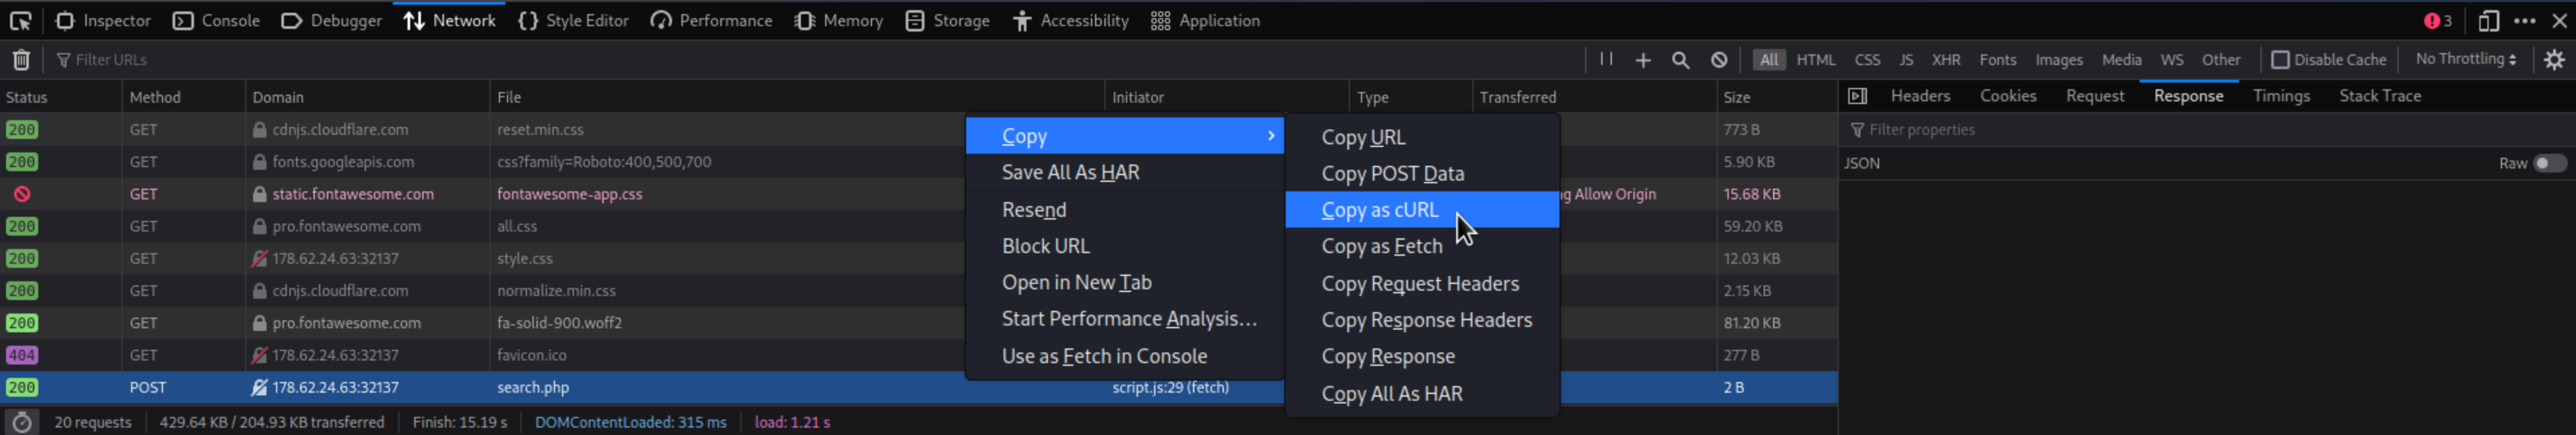 Inspector Console Debugger Network Style Editor Performance Memory Storage Accessibility Application 3
Filter URLs All HTML CSS JS XHR Fonts Images Media WS Other Disable Cache No Throttling
Status Method Domain File Initiator Type Transferred Size Headers Cookies Request Response Timings Stack Trace
200 GET cdnjs.cloudflare.com reset.min.css 773 B Filter properties
200 GET fonts.googleapis.com css?family=Roboto:400,500,700 5.90 KB JSON Raw
GET static.fontawesome.com fontawesome-app.css Allow Origin 15.68 KB
200 GET pro.fontawesome.com all.css 59.20 KB
200 GET 178.62.24.63:32137 style.css 12.03 KB
200 GET cdnjs.cloudflare.com normalize.min.css 2.15 KB
200 GET pro.fontawesome.com fa-solid-900.woff2 81.20 KB
404 GET 178.62.24.63:32137 favicon.ico 277 B
200 POST 178.62.24.63:32137 search.php script.js:29 (fetch) 2 B
20 requests 429.64 KB / 204.93 KB transferred Finish: 15.19 s DOMContentLoaded: 315 ms load: 1.21 s
Copy
Save All As HAR
Resend
Block URL
Open in New Tab
Start Performance Analysis...
Use as Fetch in Console
Copy URL
Copy POST Data
Copy as cURL
Copy as Fetch
Copy Request Headers
Copy Response Headers
Copy Response
Copy All As HAR